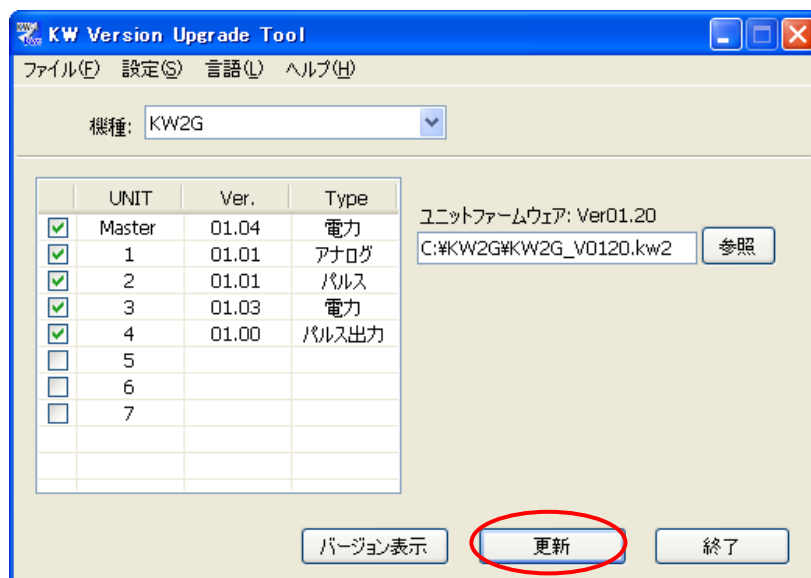 KW Version Upgrade Tool
ファイル(F) 設定(S) 言語(L) ヘルプ(H)
機種: KW2G
UNIT Ver. Type
Master 01.04 電力
1 01.01 アナログ
2 01.01 パルス
3 01.03 電力
4 01.00 パルス出力
5
6
7
ユニットファームウェア: Ver01.20
C:¥KW2G¥KW2G_V0120.kw2 参照
バージョン表示 更新 終了